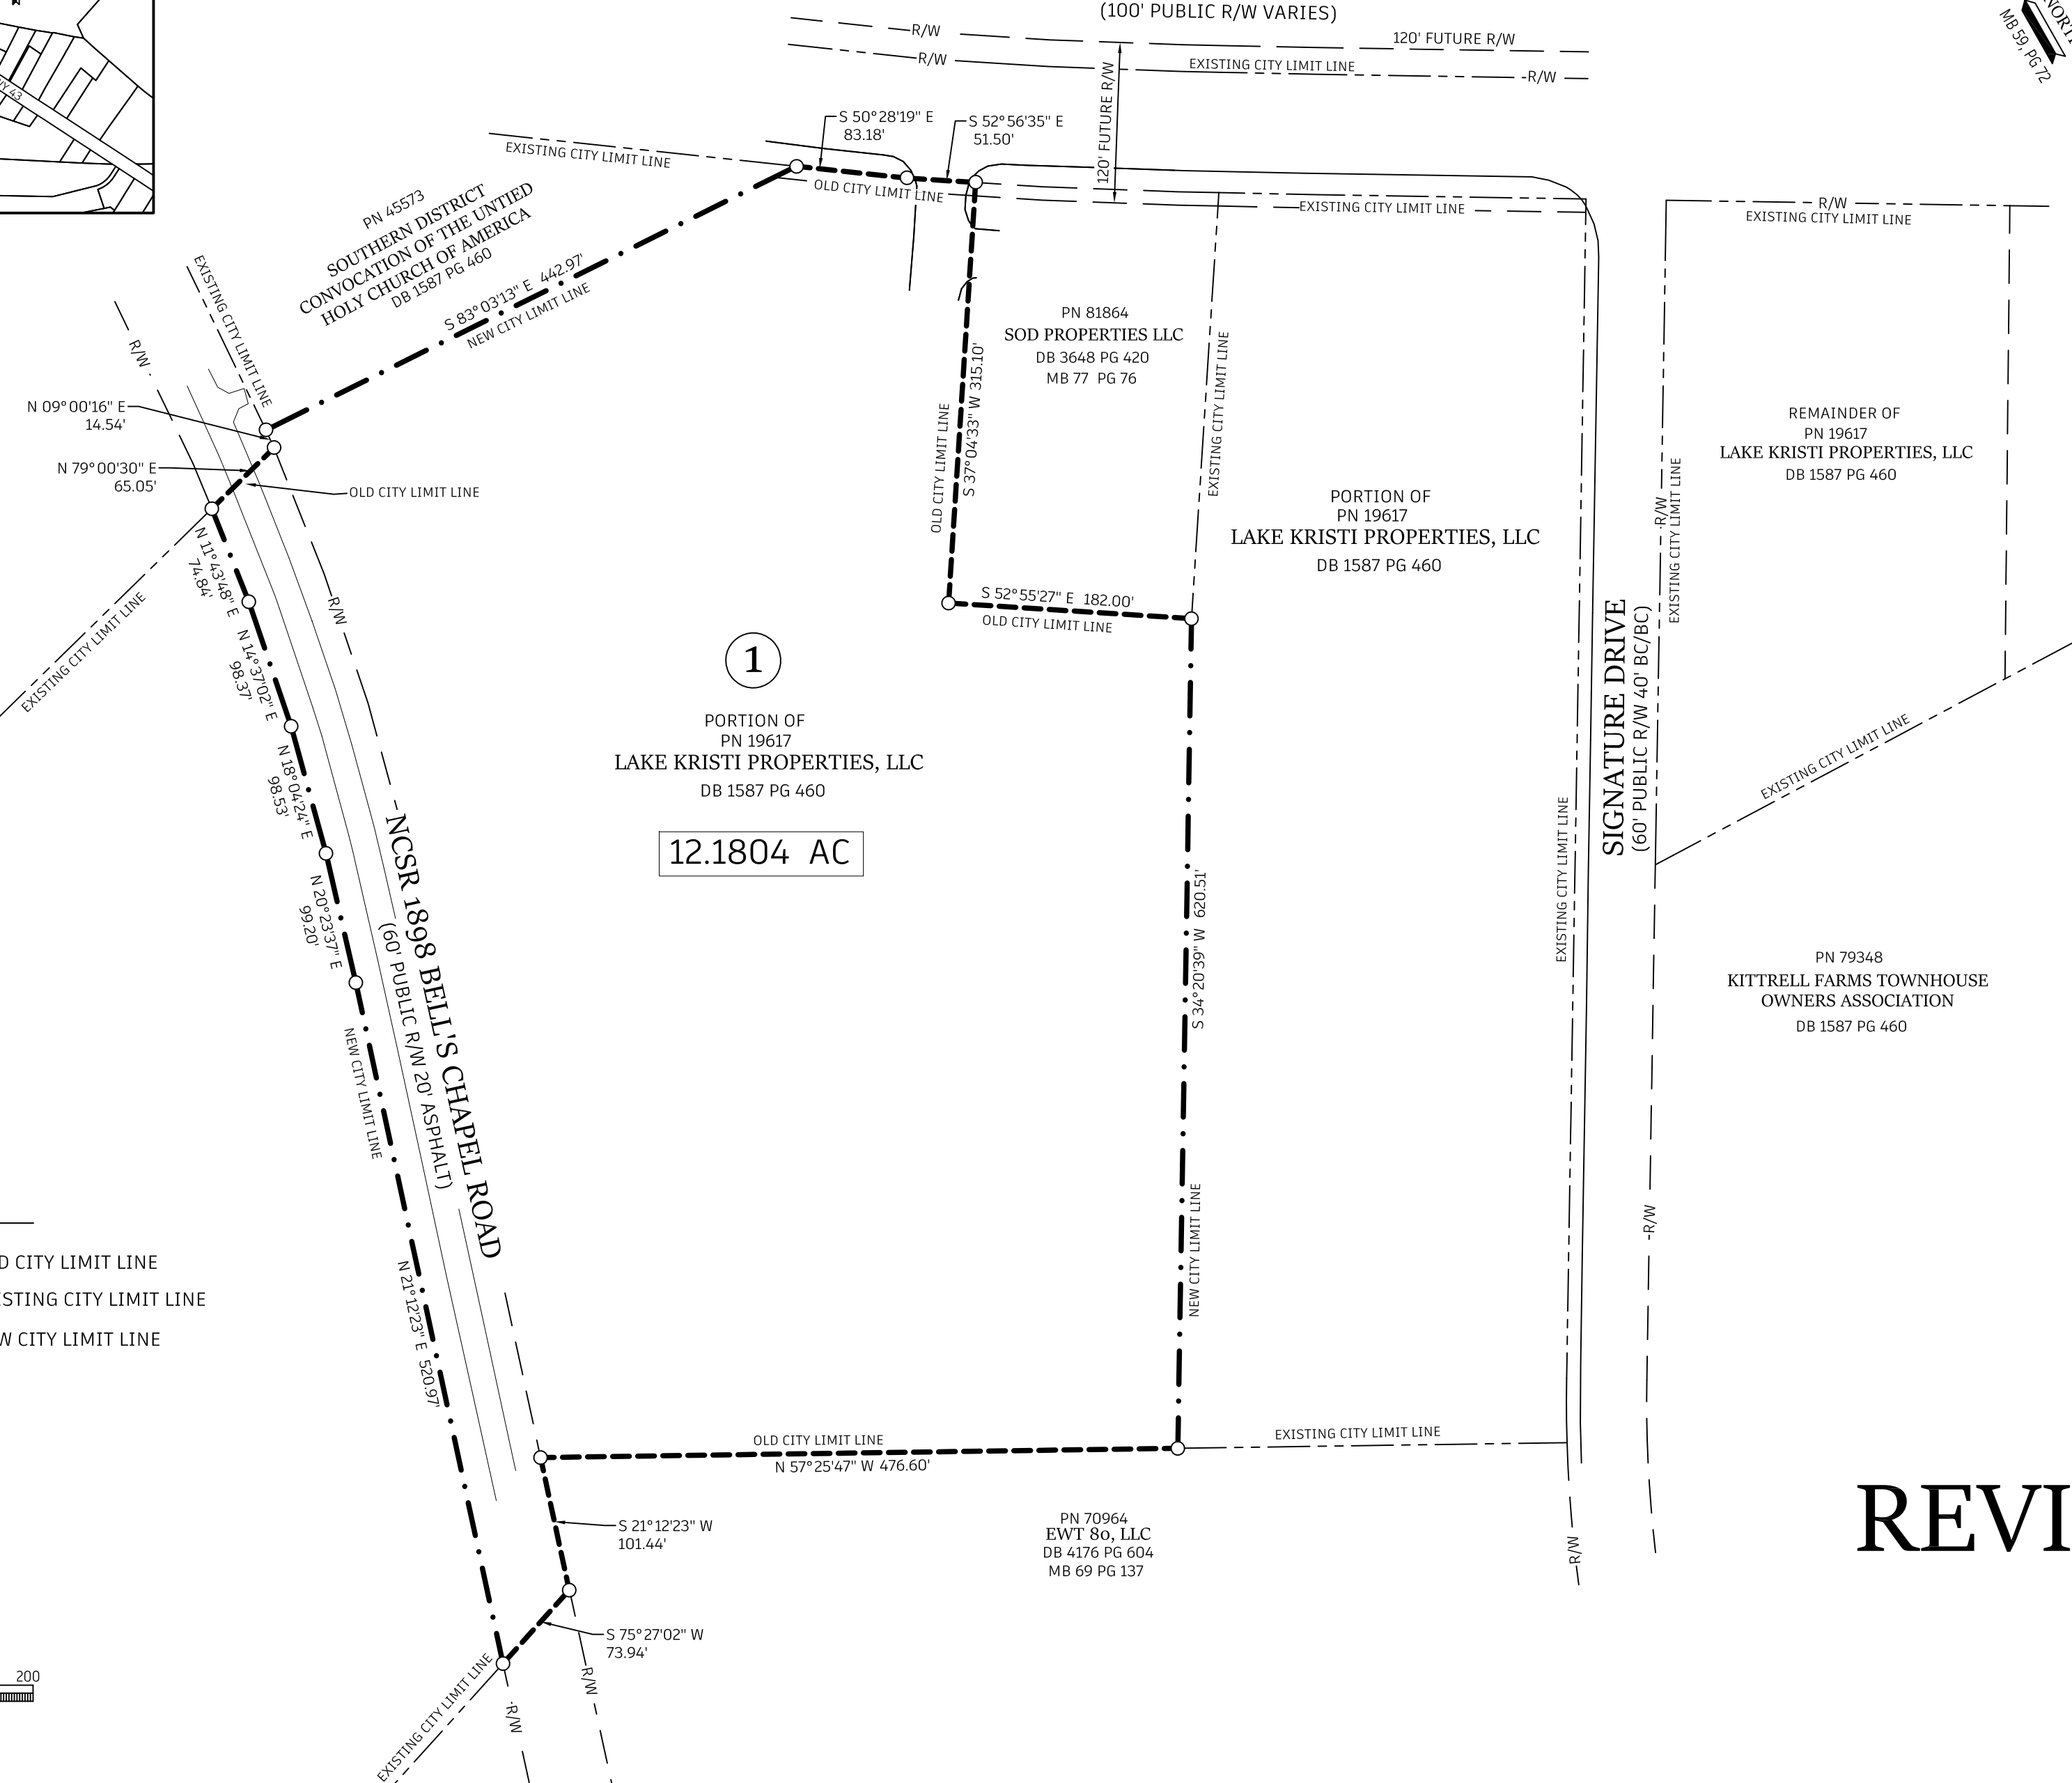 (100' PUBLIC R/W VARIES)
NORTH
MB 59, PG 72
R/W
120' FUTURE R/W
R/W
EXISTING CITY LIMIT LINE
R/W
120' FUTURE R/W
S 50°28'19" E
83.18'
S 52°56'35" E
51.50'
EXISTING CITY LIMIT LINE
OLD CITY LIMIT LINE
EXISTING CITY LIMIT LINE
R/W
EXISTING CITY LIMIT LINE
PN 45573
SOUTHERN DISTRICT
CONVOCATION OF THE UNTIED
HOLY CHURCH OF AMERICA
DB 1587 PG 460
S 83°03'13" E 442.97'
NEW CITY LIMIT LINE
EXISTING CITY LIMIT LINE
R/W
N 09°00'16" E
14.54'
N 79°00'30" E
65.05'
OLD CITY LIMIT LINE
PN 81864
SOD PROPERTIES LLC
DB 3648 PG 420
MB 77 PG 76
OLD CITY LIMIT LINE
S 37°04'33" W 315.10'
EXISTING CITY LIMIT LINE
REMAINDER OF
PN 19617
LAKE KRISTI PROPERTIES, LLC
DB 1587 PG 460
PORTION OF
PN 19617
LAKE KRISTI PROPERTIES, LLC
DB 1587 PG 460
R/W
EXISTING CITY LIMIT LINE
EXISTING CITY LIMIT LINE
N 11°43'48" E
74.84'
N 14°37'02" E
98.37'
R/W
S 52°55'27" E 182.00'
OLD CITY LIMIT LINE
1
PORTION OF
PN 19617
LAKE KRISTI PROPERTIES, LLC
DB 1587 PG 460
12.1804 AC
N 18°04'24" E
98.53'
N 20°23'37" E
99.20'
SIGNATURE DRIVE
(60' PUBLIC R/W 40' BC/BC)
EXISTING CITY LIMIT LINE
EXISTING CITY LIMIT LINE
NCSR 1898 BELL'S CHAPEL ROAD
(60' PUBLIC R/W 20' ASPHALT)
NEW CITY LIMIT LINE
S 34°20'39" W 620.51'
PN 79348
KITTRELL FARMS TOWNHOUSE
OWNERS ASSOCIATION
DB 1587 PG 460
R/W
NEW CITY LIMIT LINE
D CITY LIMIT LINE
ISTING CITY LIMIT LINE
W CITY LIMIT LINE
N 21°12'23" E 520.97'
OLD CITY LIMIT LINE
N 57°25'47" W 476.60'
EXISTING CITY LIMIT LINE
PN 70964
EWT 80, LLC
DB 4176 PG 604
MB 69 PG 137
S 21°12'23" W
101.44'
S 75°27'02" W
73.94'
R/W
REVI
200
EXISTING CITY LIMIT LINE
R/W
R/W